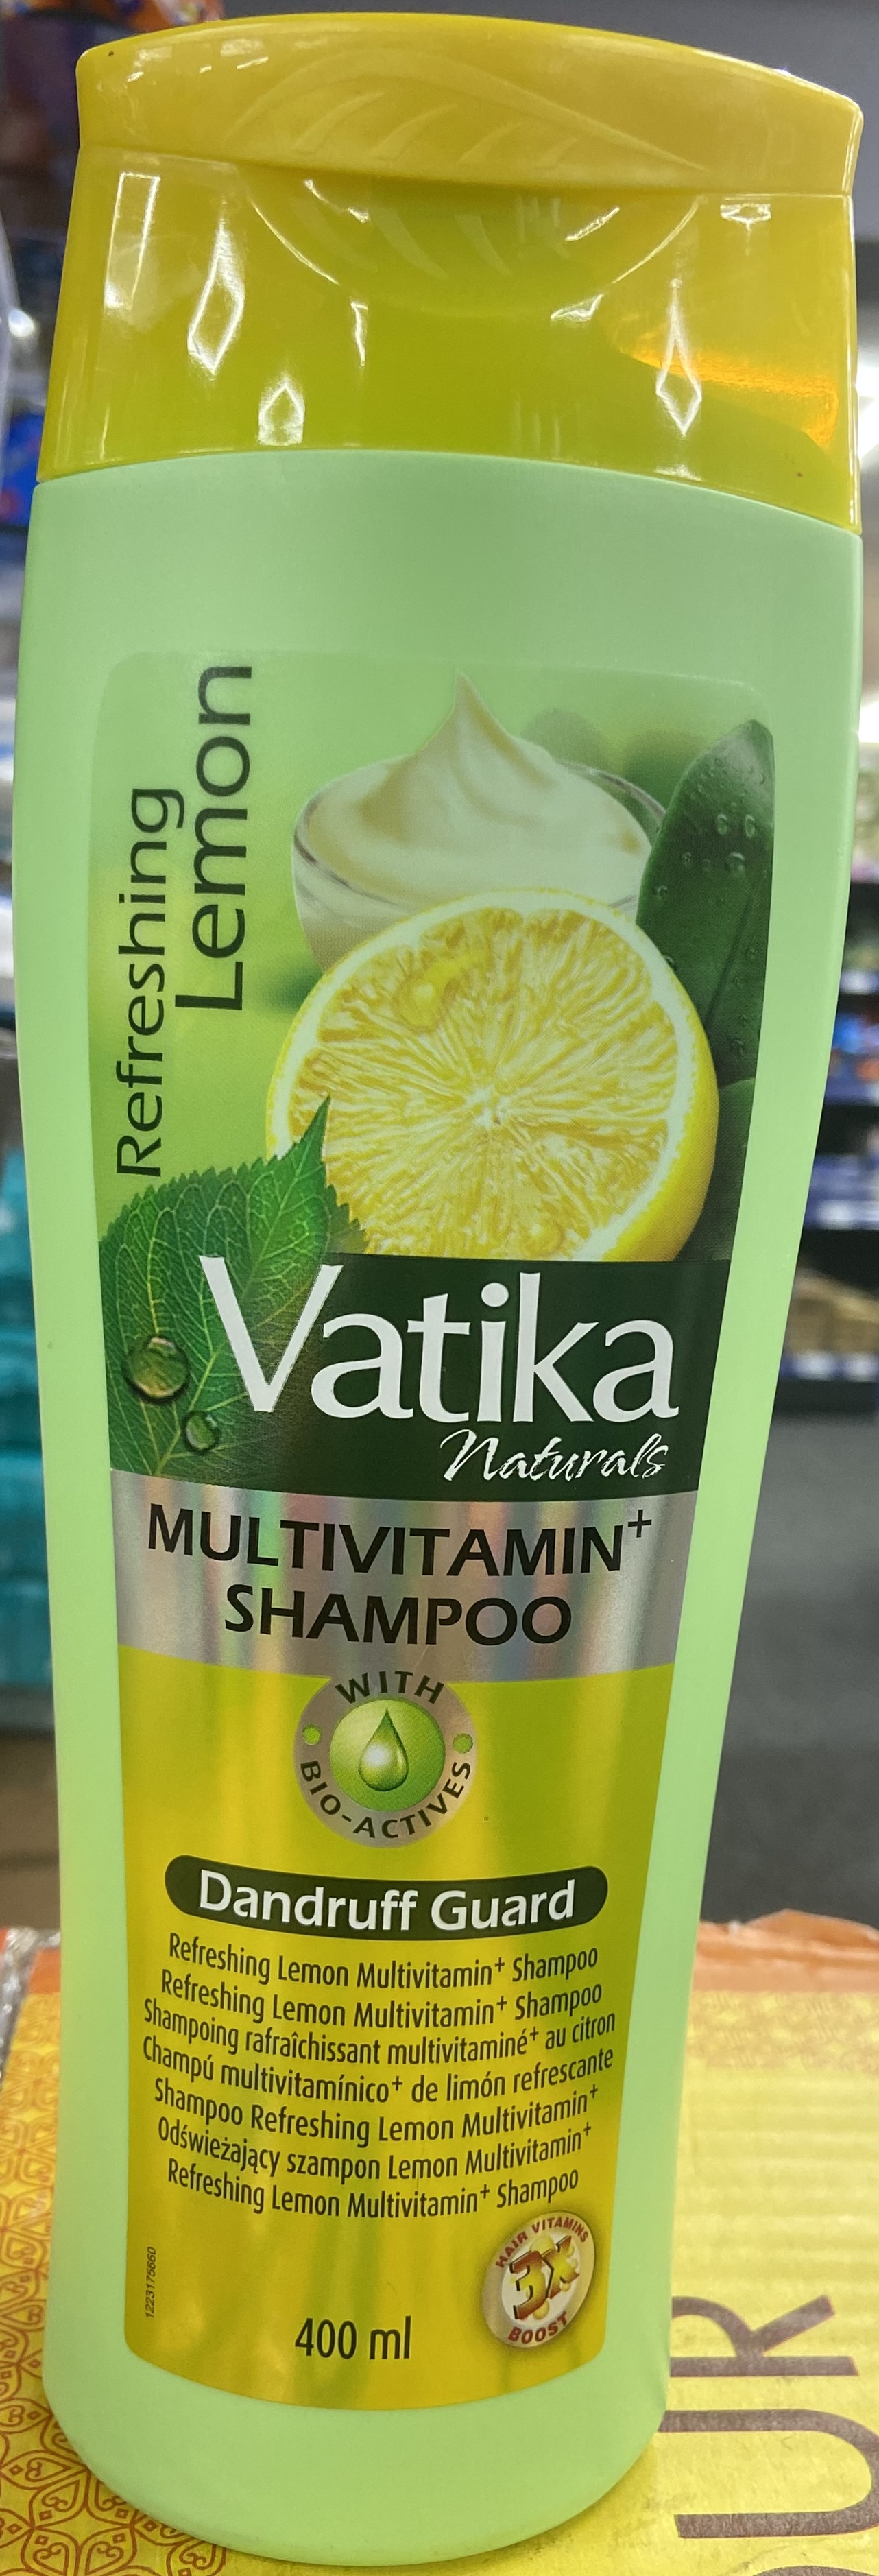 Refreshing
Lemon
Vatika
Naturals
MULTIVITAMIN+
SHAMPOO
WITH
BIO-ACTIVES
Dandruff Guard
Refreshing Lemon Multivitamin+ Shampoo
Refreshing Lemon Multivitamin+ Shampoo
Shampoing rafraîchissant multivitaminé+ au citron
Champú multivitamínico+ de limón refrescante
Shampoo Refreshing Lemon Multivitamin+
Odświeżający szampon Lemon Multivitamin+
Refreshing Lemon Multivitamin+ Shampoo
HAIR VITAMINS
3X
BOOST
1223175660
400 ml
UR